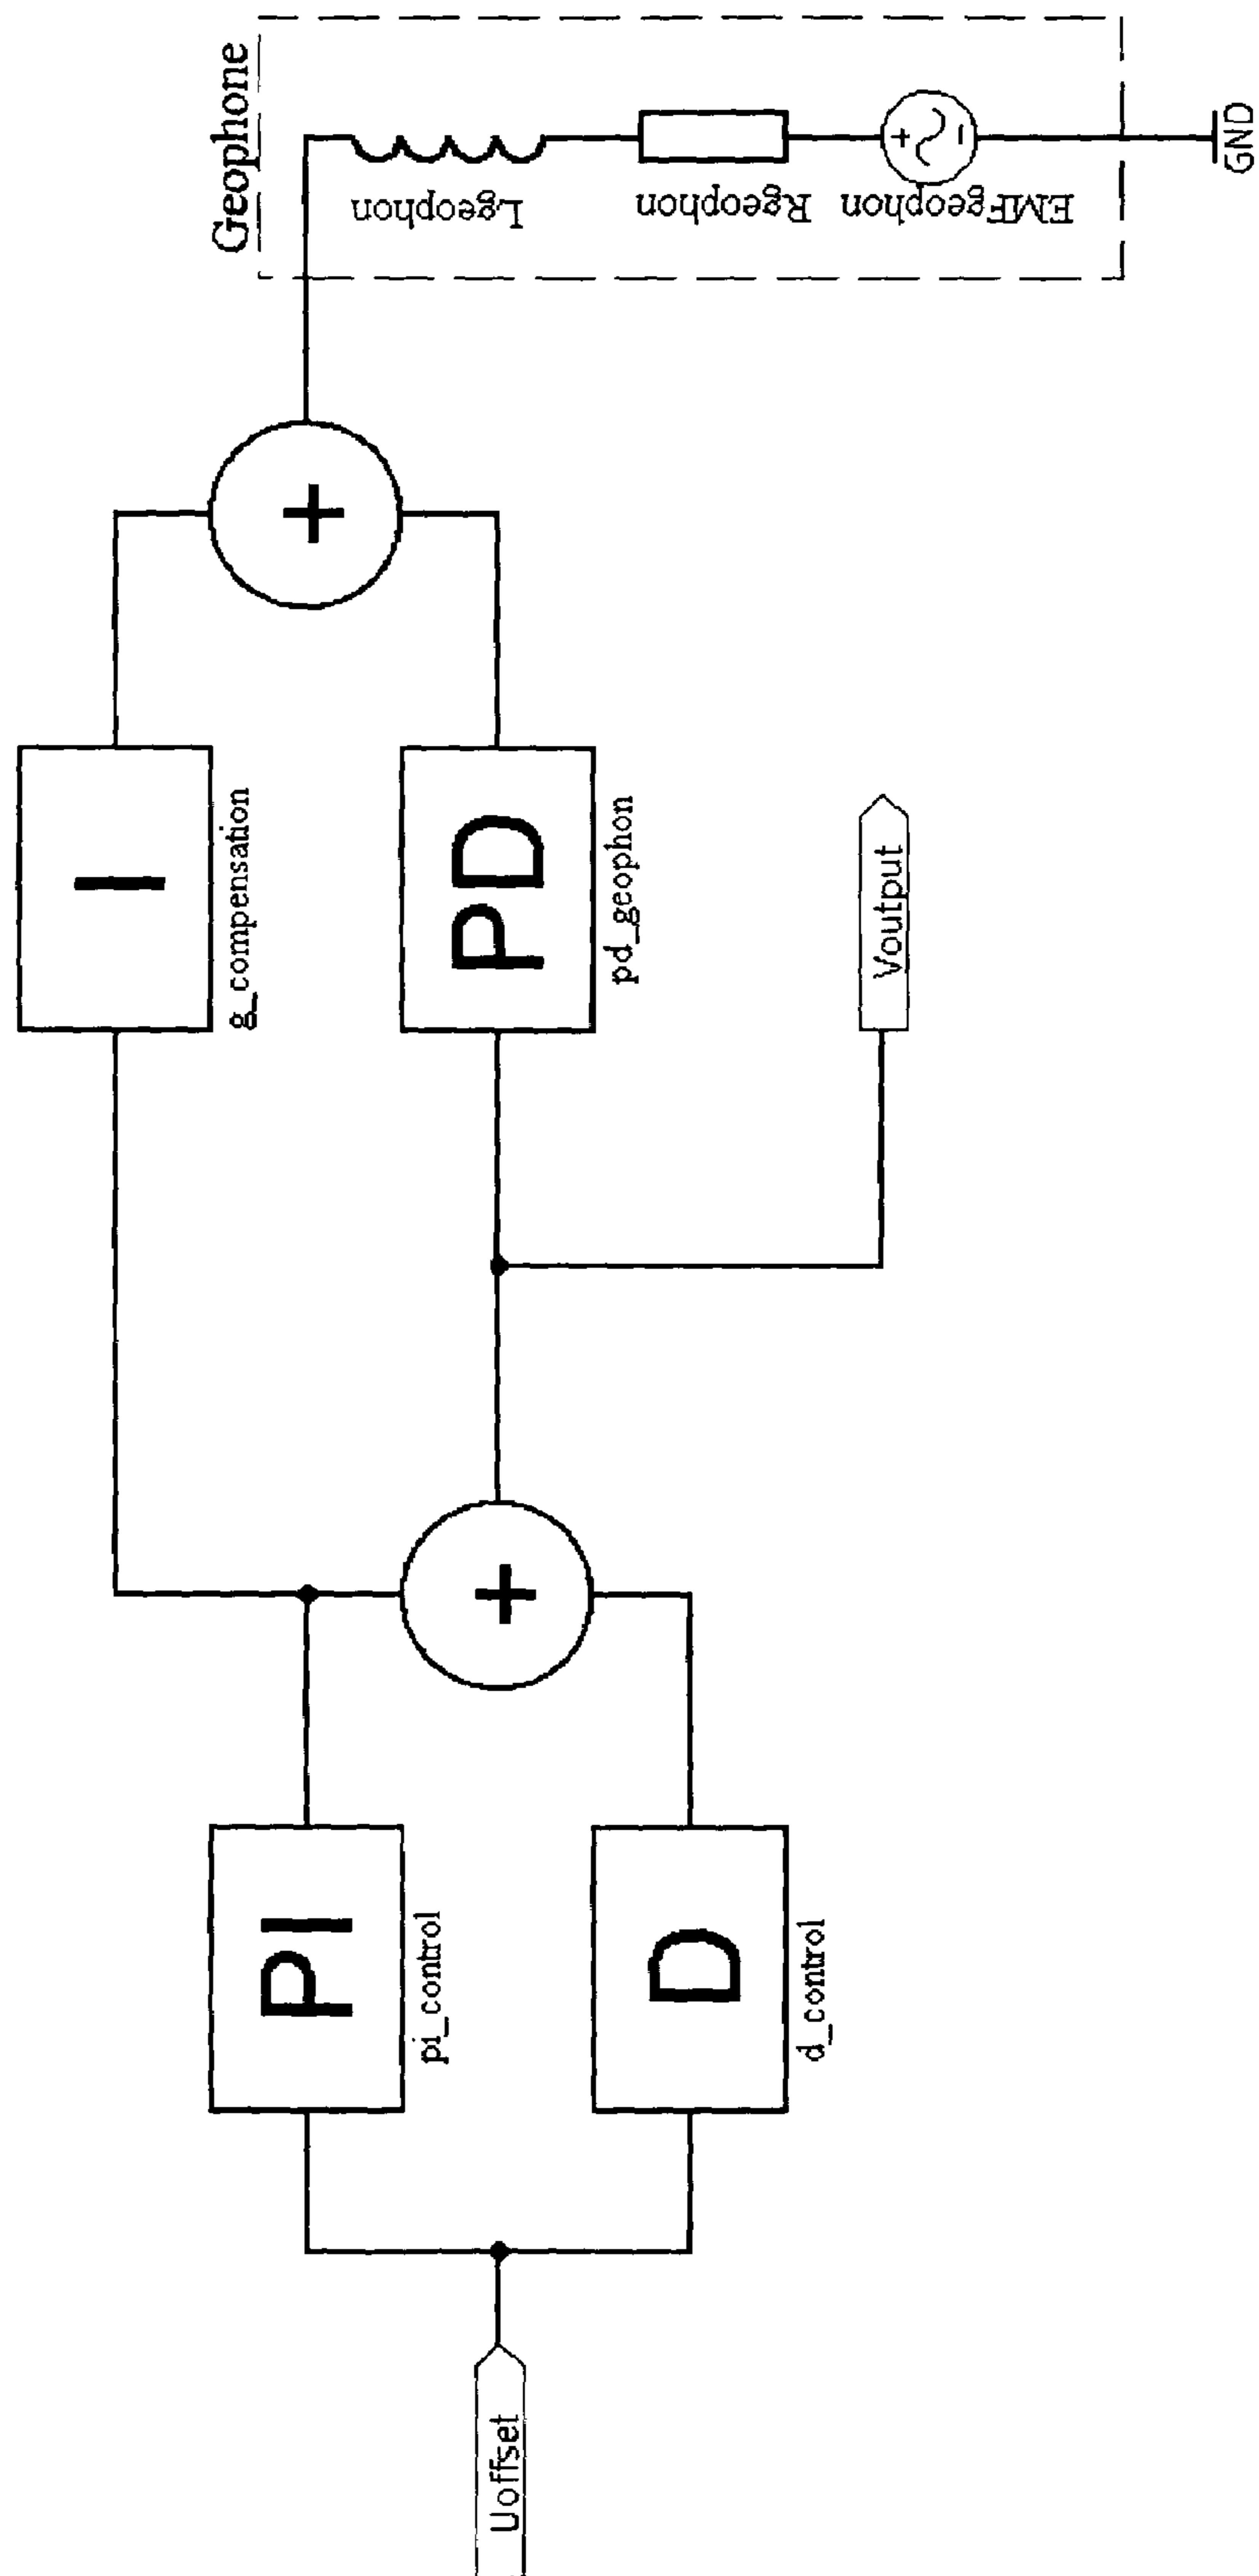 Uoffset
PI
pi_control
D
d_control
+
I
g_compensation
PD
pd_geophon
Voutput
+
Geophone
Lgeophon
Rgeophon
EMFgeophon
+
-
GND